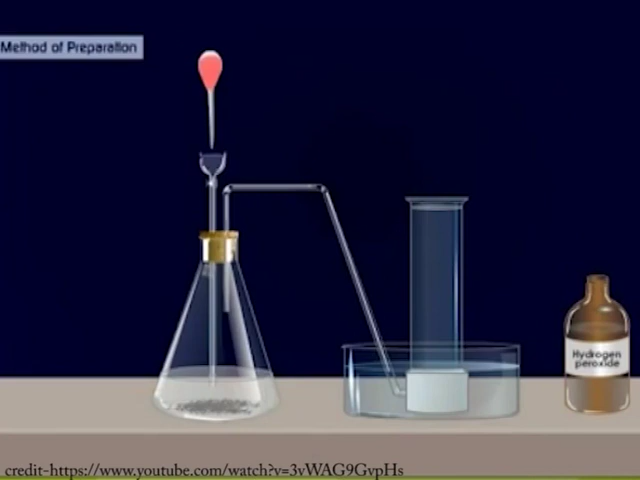 Method of Preparation
Hydrogen
peroxide
credit-https://www.youtube.com/watch?v=3vWAG9GvpHs